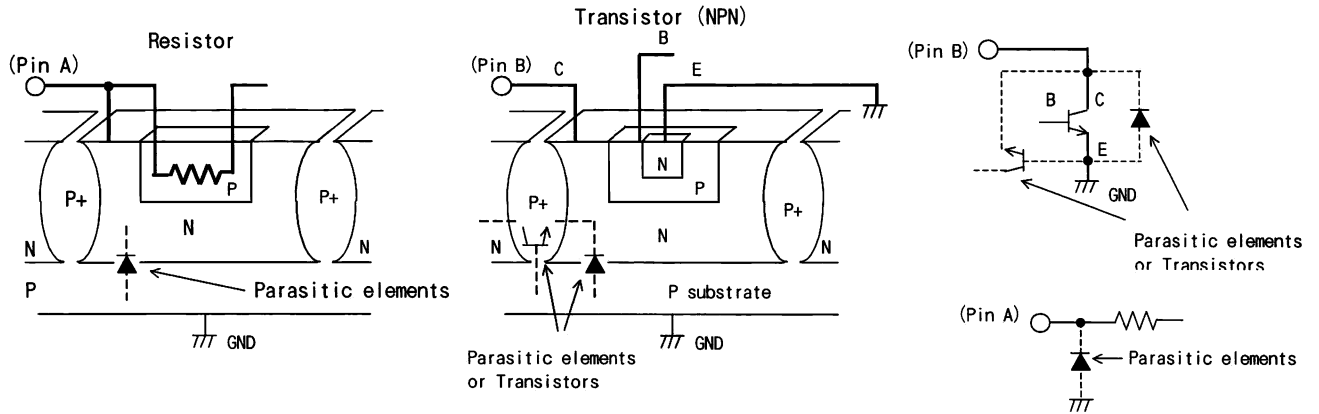 Resistor
(Pin A)
P+
P
P+
N
N
N
P
Parasitic elements
GND
Transistor (NPN)
B
(Pin B)
C
E
N
P
P+
P+
N
N
N
P substrate
GND
Parasitic elements
or Transistors
(Pin B)
B
C
E
GND
Parasitic elements
or Transistors
(Pin A)
Parasitic elements